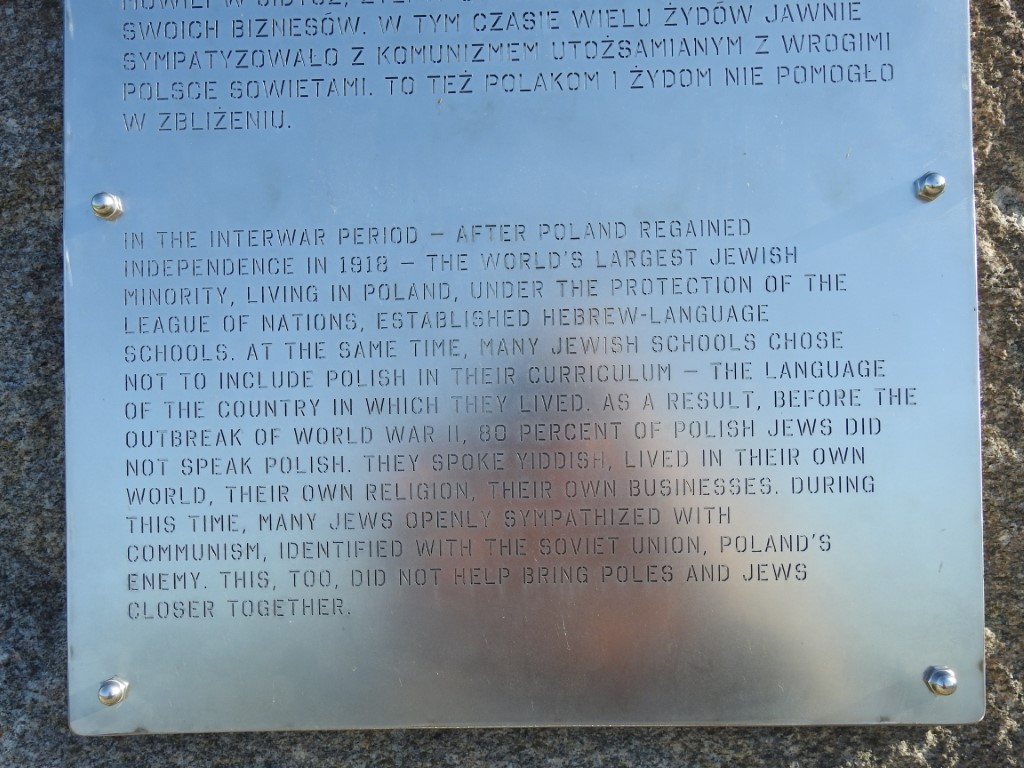 MÓWILI W JIDYSZ, ŻYLI
SWOICH BIZNESÓW. W TYM CZASIE WIELU ŻYDÓW JAWNIE
SYMPATYZOWAŁO Z KOMUNIZMEM UTOŻSAMIANYM Z WROGIMI
POLSCE SOWIETAMI. TO TEŻ POLAKOM I ŻYDOM NIE POMOGŁO
W ZBLIŻENIU.
IN THE INTERWAR PERIOD – AFTER POLAND REGAINED
INDEPENDENCE IN 1918 – THE WORLD'S LARGEST JEWISH
MINORITY, LIVING IN POLAND, UNDER THE PROTECTION OF THE
LEAGUE OF NATIONS, ESTABLISHED HEBREW-LANGUAGE
SCHOOLS. AT THE SAME TIME, MANY JEWISH SCHOOLS CHOSE
NOT TO INCLUDE POLISH IN THEIR CURRICULUM – THE LANGUAGE
OF THE COUNTRY IN WHICH THEY LIVED. AS A RESULT, BEFORE THE
OUTBREAK OF WORLD WAR II, 80 PERCENT OF POLISH JEWS DID
NOT SPEAK POLISH. THEY SPOKE YIDDISH, LIVED IN THEIR OWN
WORLD, THEIR OWN RELIGION, THEIR OWN BUSINESSES. DURING
THIS TIME, MANY JEWS OPENLY SYMPATHIZED WITH
COMMUNISM, IDENTIFIED WITH THE SOVIET UNION, POLAND'S
ENEMY. THIS, TOO, DID NOT HELP BRING POLES AND JEWS
CLOSER TOGETHER.